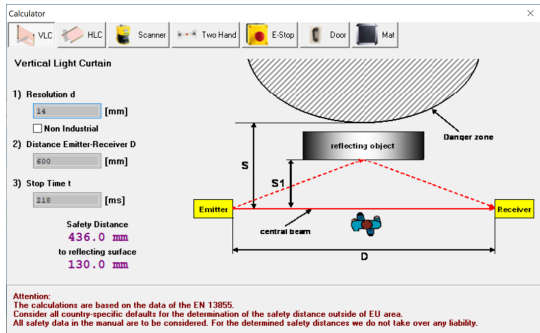 Calculator
VLC HLC Scanner Two Hand E-Stop Door Mat
Vertical Light Curtain
1) Resolution d
14 [mm]
Non Industrial
2) Distance Emitter-Receiver D
600 [mm]
3) Stop Time t
218 [ms]
Safety Distance
436.0 mm
to reflecting surface
130.0 mm
Danger zone
reflecting object
S
S1
Emitter
Receiver
central beam
D
Attention:
The calculations are based on the data of the EN 13855.
Consider all country-specific defaults for the determination of the safety distance outside of EU area.
All safety data in the manual are to be considered. For the determined safety distances we do not take over any liability.